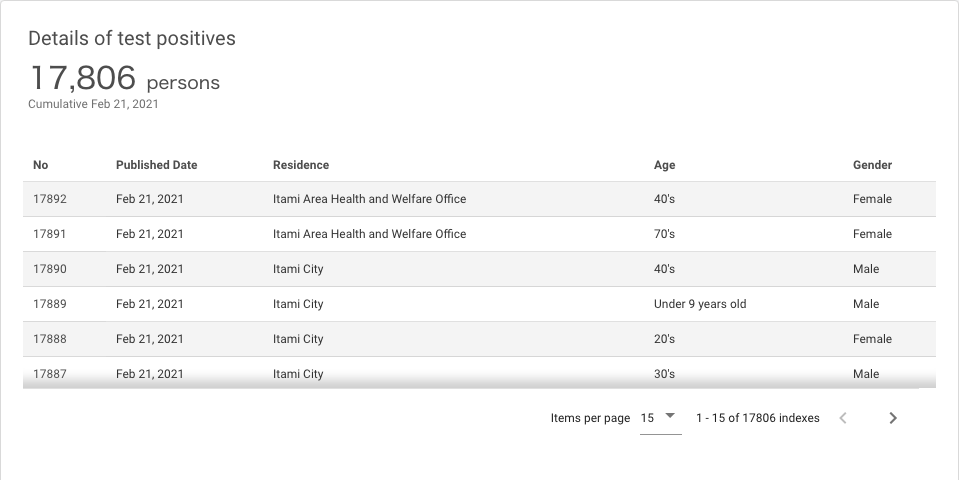 Details of test positives
17,806 persons
Cumulative Feb 21, 2021
No Published Date Residence Age Gender
17892 Feb 21, 2021 Itami Area Health and Welfare Office 40's Female
17891 Feb 21, 2021 Itami Area Health and Welfare Office 70's Female
17890 Feb 21, 2021 Itami City 40's Male
17889 Feb 21, 2021 Itami City Under 9 years old Male
17888 Feb 21, 2021 Itami City 20's Female
17887 Feb 21, 2021 Itami City 30's Male
Items per page 15 1 - 15 of 17806 indexes